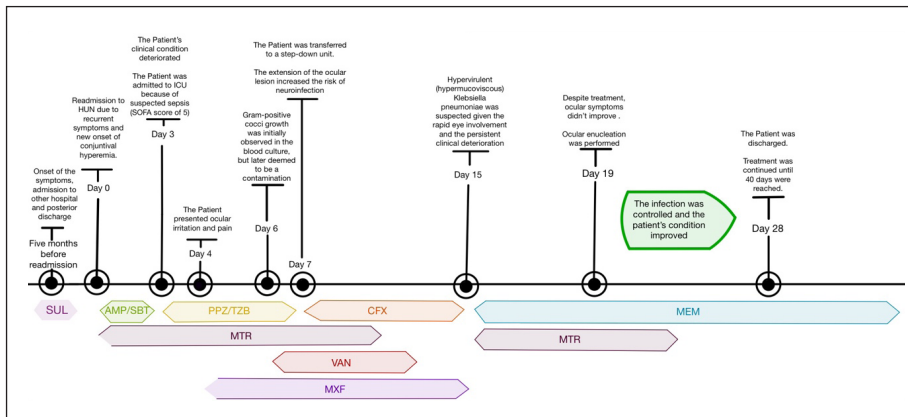 Onset of the
symptoms,
admission to
other hospital
and posterior
discharge
Five months
before
readmission
Readmission to
HUN due to
recurrent
symptoms and
new onset of
conjuntival
hyperemia.
Day 0
The Patient's
clinical condition
deteriorated
The Patient was
admitted to ICU
because of
suspected sepsis
(SOFA score of 5)
Day 3
The Patient
presented ocular
irritation and pain
Day 4
Gram-positive
cocci growth
was initially
observed in the
blood culture,
but later deemed
to be a
contamination
Day 6
The Patient was transferred
to a step-down unit.
The extension of the ocular
lesion increased the risk of
neuroinfection
Day 7
Hypervirulent
(hypermucoviscous)
Klebsiella
pneumoniae was
suspected given the
rapid eye involvement
and the persistent
clinical deterioration
Day 15
Despite treatment,
ocular symptoms
didn't improve .
Ocular enucleation
was performed
Day 19
The infection was
controlled and the
patient's condition
improved
The Patient was
discharged.
Treatment was
continued until
40 days were
reached.
Day 28
SUL
AMP/SBT
PPZ/TZB
CFX
MEM
MTR
MTR
VAN
MXF